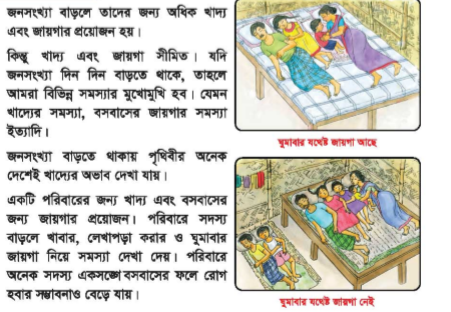 জনসংখ্যা বাড়লে তাদের জন্য অধিক খাদ্য
এবং জায়গার প্রয়োজন হয়।
কিন্তু খাদ্য এবং জায়গা সীমিত। যদি
জনসংখ্যা দিন দিন বাড়তে থাকে, তাহলে
আমরা বিভিন্ন সমস্যার মুখোমুখি হব। যেমন
খাদ্যের সমস্যা, বসবাসের জায়গার সমস্যা
ইত্যাদি।
জনসংখ্যা বাড়তে থাকায় পৃথিবীর অনেক
দেশেই খাদ্যের অভাব দেখা যায়।
একটি পরিবারের জন্য খাদ্য এবং বসবাসের
জন্য জায়গার প্রয়োজন। পরিবারে সদস্য
বাড়লে খাবার, লেখাপড়া করার ও ঘুমাবার
জায়গা নিয়ে সমস্যা দেখা দেয়। পরিবারে
অনেক সদস্য একসঙ্গে বসবাসের ফলে রোগ
হবার সম্ভাবনাও বেড়ে যায়।
ঘুমাবার যথেষ্ট জায়গা আছে
ঘুমাবার যথেষ্ট জায়গা নেই